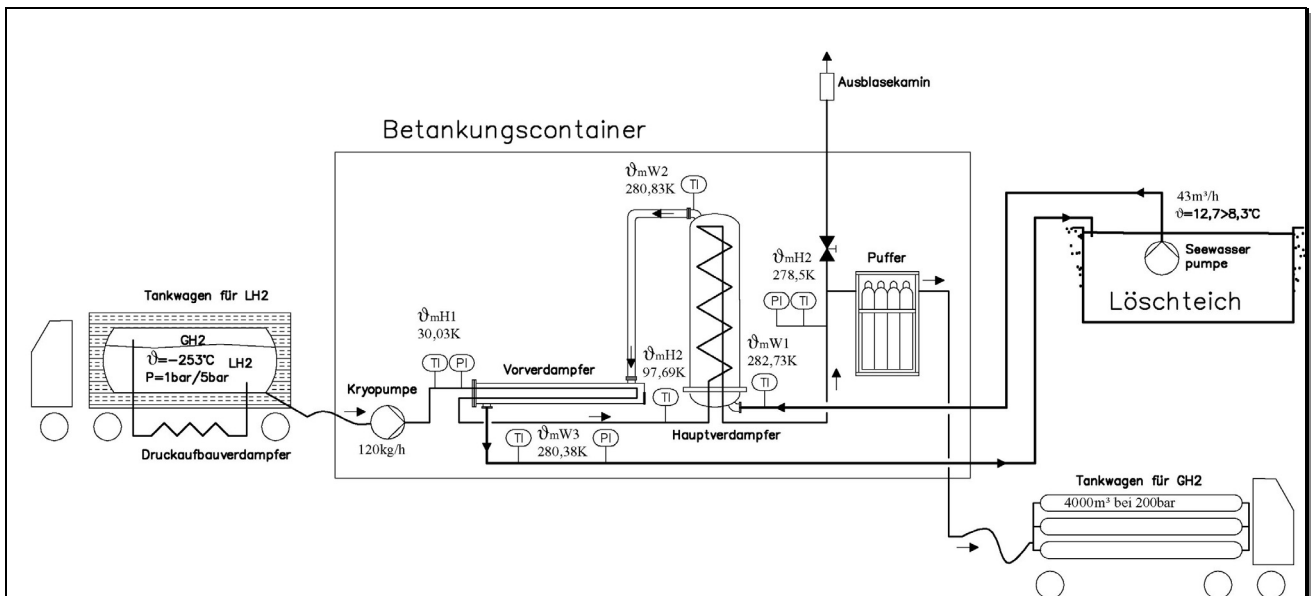 Ausblasekamin
Betankungscontainer
ϑmW2
280,83K
TI
43m³/h
ϑ=12,7>8,3°C
Seewasser
pumpe
Löschteich
ϑmH2
278,5K
PI
TI
Puffer
Tankwagen für LH2
GH2
ϑ=-253°C
LH2
P=1bar/5bar
Druckaufbauverdampfer
Kryopumpe
120kg/h
ϑmH1
30,03K
TI
PI
Vorverdampfer
ϑmH2
97,69K
TI
ϑmW1
282,73K
TI
Hauptverdampfer
TI
ϑmW3
280,38K
PI
Tankwagen für GH2
4000m³ bei 200bar